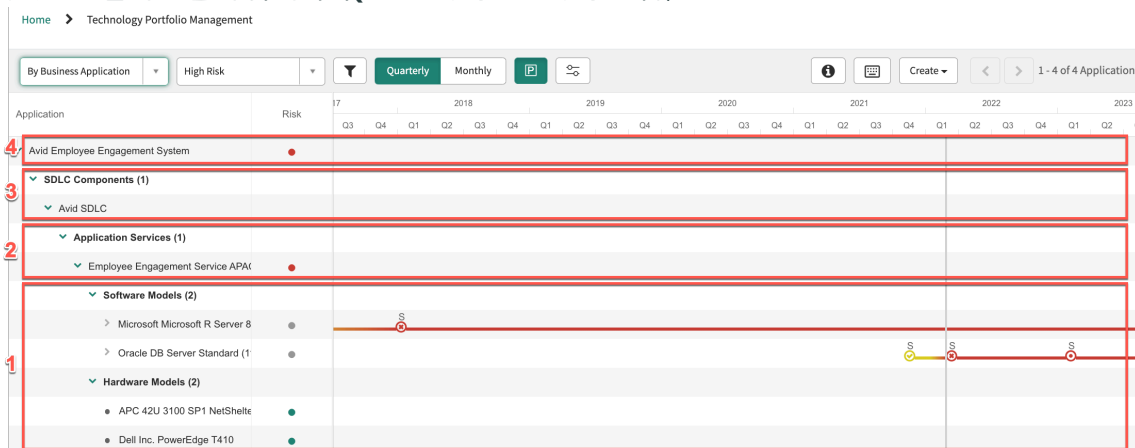 Home > Technology Portfolio Management
By Business Application High Risk Quarterly Monthly P Create 1 - 4 of 4 Application
Application Risk
17 2018 2019 2020 2021 2022 2023
Q3 Q4 Q1 Q2 Q3 Q4 Q1 Q2 Q3 Q4 Q1 Q2 Q3 Q4 Q1 Q2 Q3 Q4 Q1 Q2 Q3 Q4 Q1 Q2
4 Avid Employee Engagement System
SDLC Components (1)
3
Avid SDLC
Application Services (1)
2
Employee Engagement Service APAC
Software Models (2)
Microsoft Microsoft R Server 8 S
Oracle DB Server Standard (1 S S S
1
Hardware Models (2)
APC 42U 3100 SP1 NetShelte
Dell Inc. PowerEdge T410